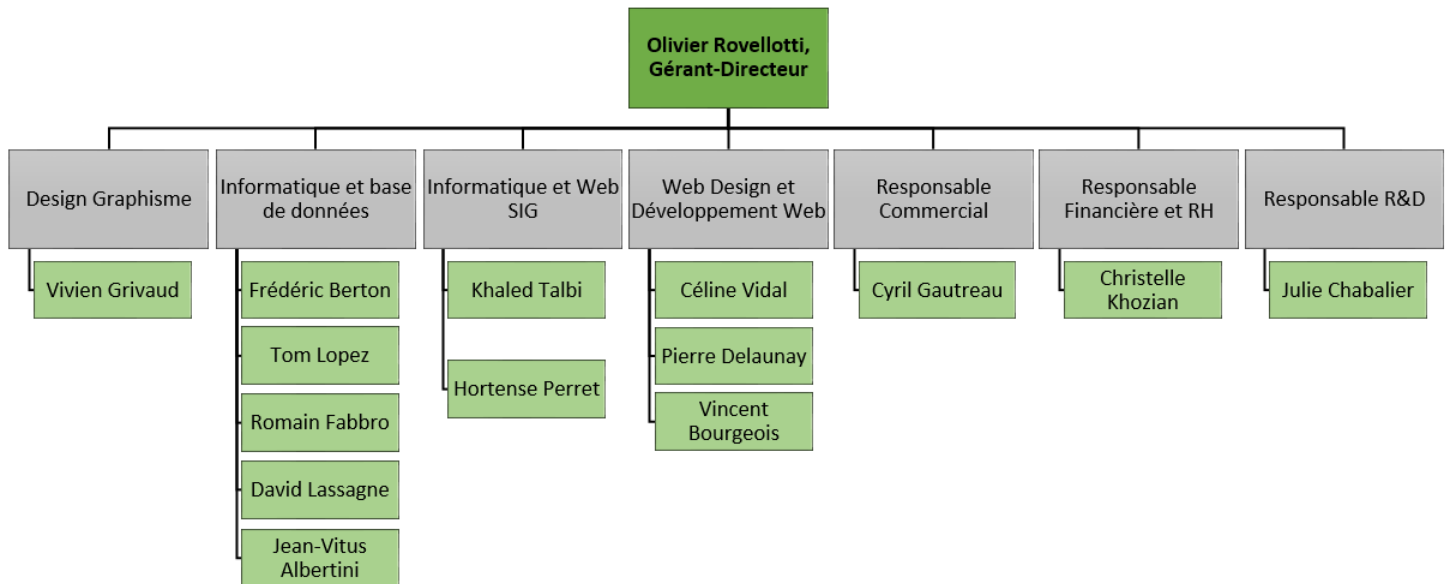 Olivier Rovellotti,
Gérant-Directeur
Design Graphisme
Informatique et base
de données
Informatique et Web
SIG
Web Design et
Développement Web
Responsable
Commercial
Responsable
Financière et RH
Responsable R&D
Vivien Grivaud
Frédéric Berton
Tom Lopez
Romain Fabbro
David Lassagne
Jean-Vitus
Albertini
Khaled Talbi
Hortense Perret
Céline Vidal
Pierre Delaunay
Vincent
Bourgeois
Cyril Gautreau
Christelle
Khozian
Julie Chabalier